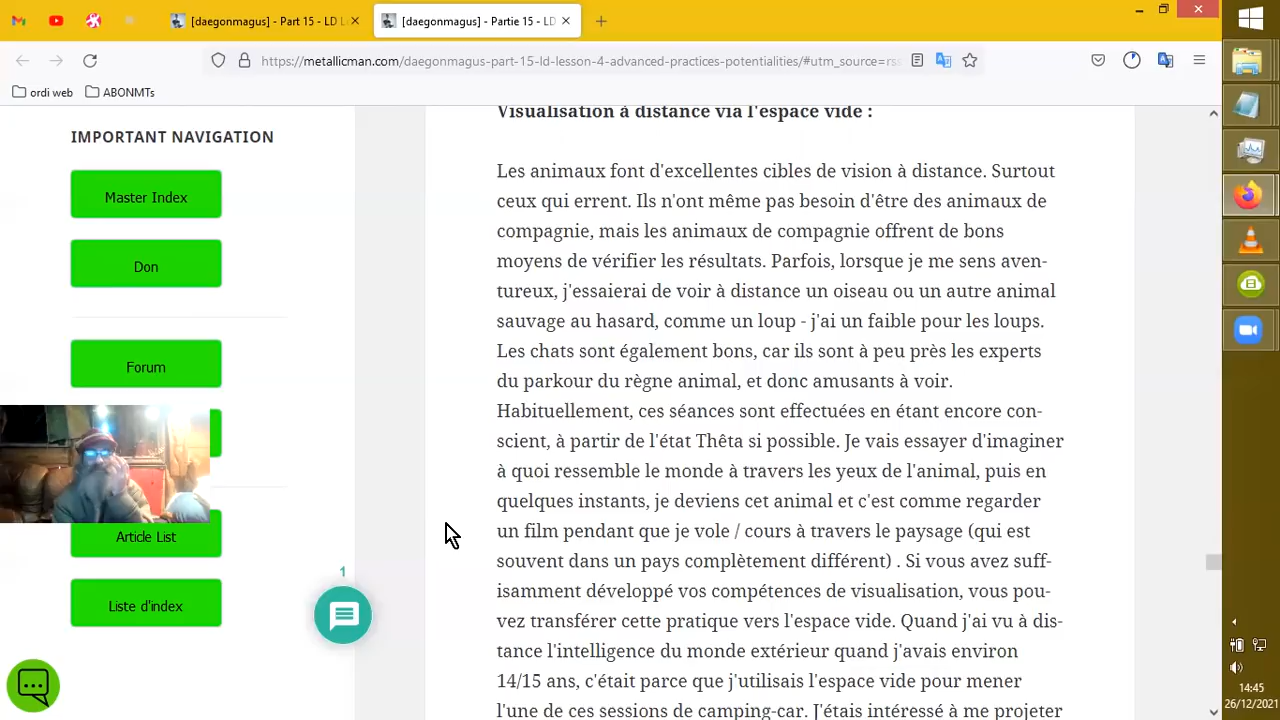 [daegonmagus] - Part 15 - LD Le
[daegonmagus] - Partie 15 - LD
https://metallicman.com/daegonmagus-part-15-ld-lesson-4-advanced-practices-potentialities/#utm_source=rss
ordi web
ABONMTs
IMPORTANT NAVIGATION
Master Index
Don
Forum
Article List
Liste d'index
1
Visualisation à distance via l'espace vide :
Les animaux font d'excellentes cibles de vision à distance. Surtout
ceux qui errent. Ils n'ont même pas besoin d'être des animaux de
compagnie, mais les animaux de compagnie offrent de bons
moyens de vérifier les résultats. Parfois, lorsque je me sens aven-
tureux, j'essaierai de voir à distance un oiseau ou un autre animal
sauvage au hasard, comme un loup - j'ai un faible pour les loups.
Les chats sont également bons, car ils sont à peu près les experts
du parkour du règne animal, et donc amusants à voir.
Habituellement, ces séances sont effectuées en étant encore con-
scient, à partir de l'état Thêta si possible. Je vais essayer d'imaginer
à quoi ressemble le monde à travers les yeux de l'animal, puis en
quelques instants, je deviens cet animal et c'est comme regarder
un film pendant que je vole / cours à travers le paysage (qui est
souvent dans un pays complètement différent) . Si vous avez suff-
isamment développé vos compétences de visualisation, vous pou-
vez transférer cette pratique vers l'espace vide. Quand j'ai vu à dis-
tance l'intelligence du monde extérieur quand j'avais environ
14/15 ans, c'était parce que j'utilisais l'espace vide pour mener
l'une de ces sessions de camping-car. J'étais intéressé à me projeter
14:45
26/12/2021